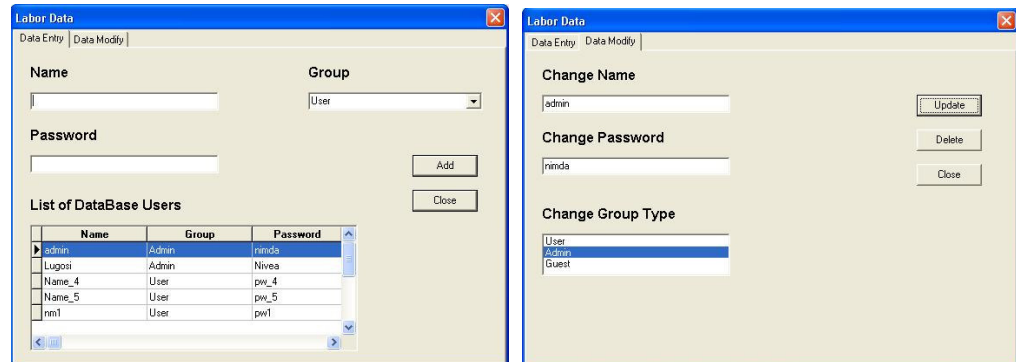 Labor Data
Data Entry Data Modify
Name Group
User
Password
Add
Close
List of DataBase Users
Name Group Password
admin Admin nimda
Lugosi Admin Nivea
Name_4 User pw_4
Name_5 User pw_5
nm1 User pw1
Labor Data
Data Entry Data Modify
Change Name
admin Update
Change Password Delete
nimda
Close
Change Group Type
User
Admin
Guest